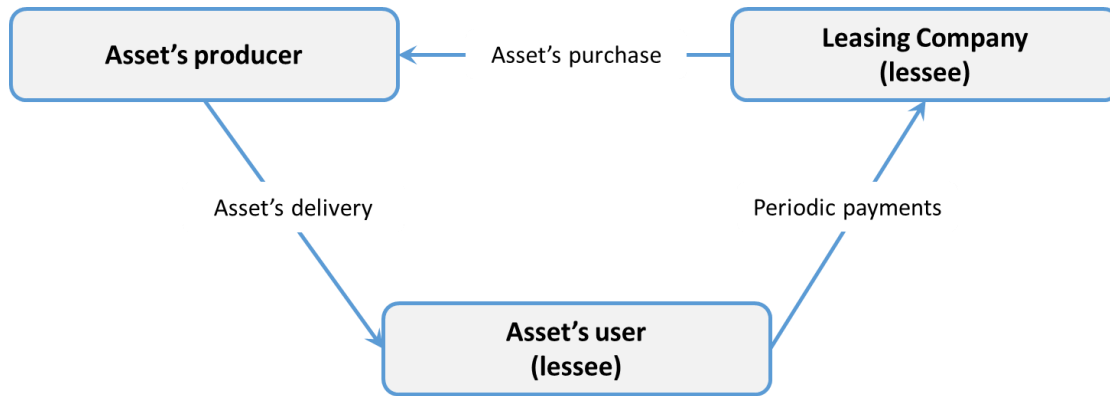 Asset’s producer
Asset’s purchase
Leasing Company
(lessee)
Asset’s delivery
Periodic payments
Asset’s user
(lessee)